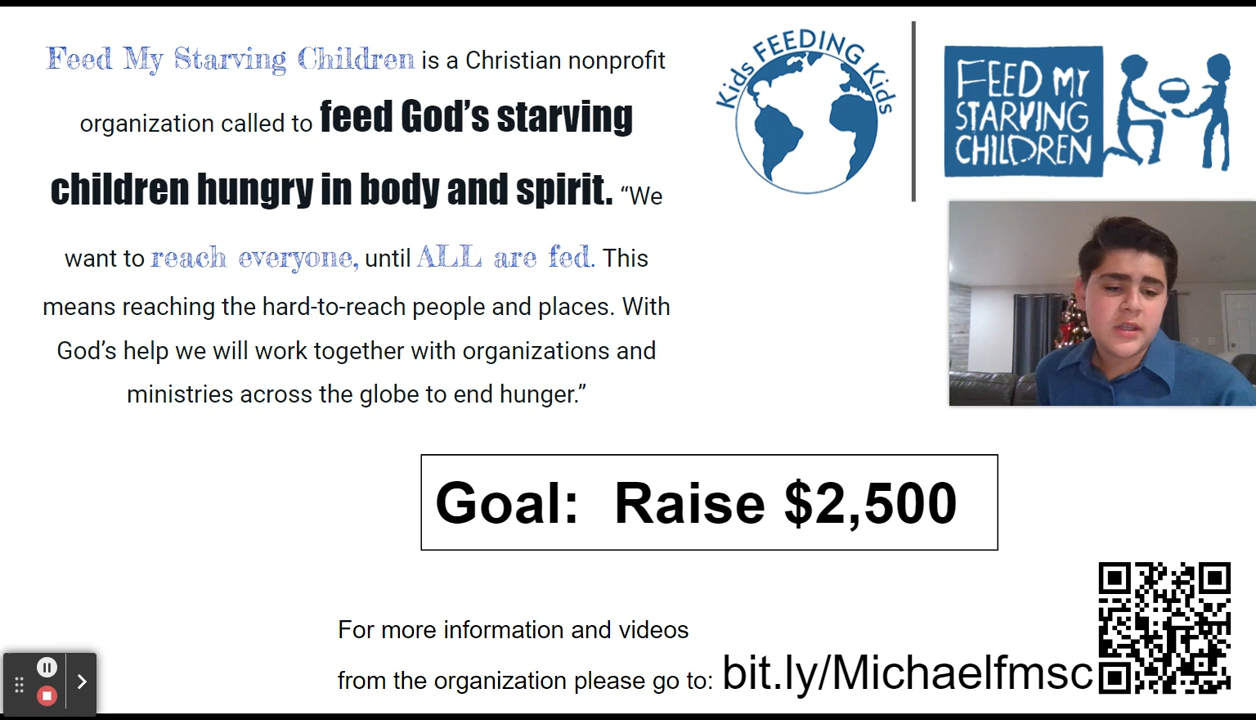 Feed My Starving Children is a Christian nonprofit
organization called to feed God's starving
children hungry in body and spirit. “We
want to reach everyone, until ALL are fed. This
means reaching the hard-to-reach people and places. With
God’s help we will work together with organizations and
ministries across the globe to end hunger.”
Kids FEEDING Kids
FEED MY
STARVING
CHILDREN
Goal: Raise $2,500
For more information and videos
from the organization please go to: bit.ly/Michaelfmsc